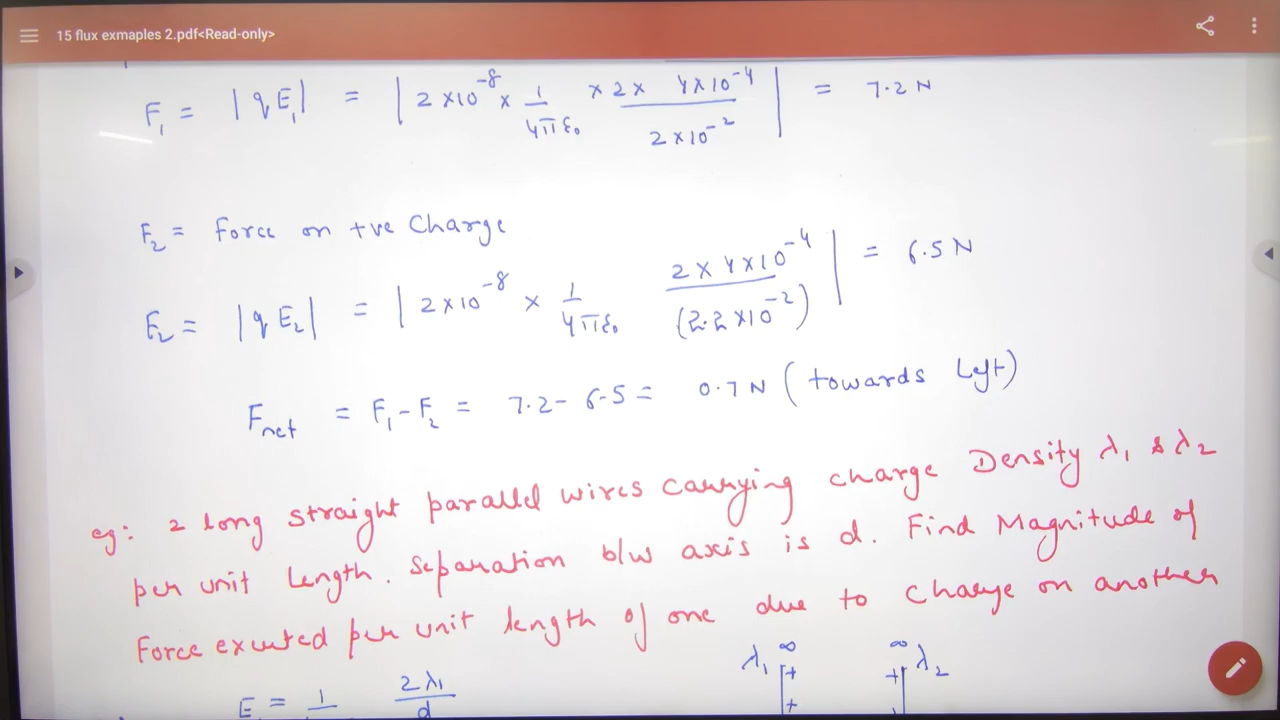 15 flux exmaples 2.pdf<Read-only>
F₁ = |qE₁| = |2×10⁻⁸ × 1/4πε₀ × 2× 4×10⁻⁴/2×10⁻²| = 7.2 N
F₂ = Force on +ve Charge
F₂ = |qE₂| = |2×10⁻⁸ × 1/4πε₀ 2×4×10⁻⁴/(2.2×10⁻²)| = 6.5 N
Fnet = F₁-F₂ = 7.2-6.5 = 0.7 N (towards Left)
eg: 2 long straight parallel wires carrying charge Density λ₁ & λ₂
per unit Length. Separation b/w axis is d. Find Magnitude of
Force exerted per unit length of one due to charge on another
λ₁ ∞ ∞ λ₂
+ +
E = 1 2λ₁/d
+